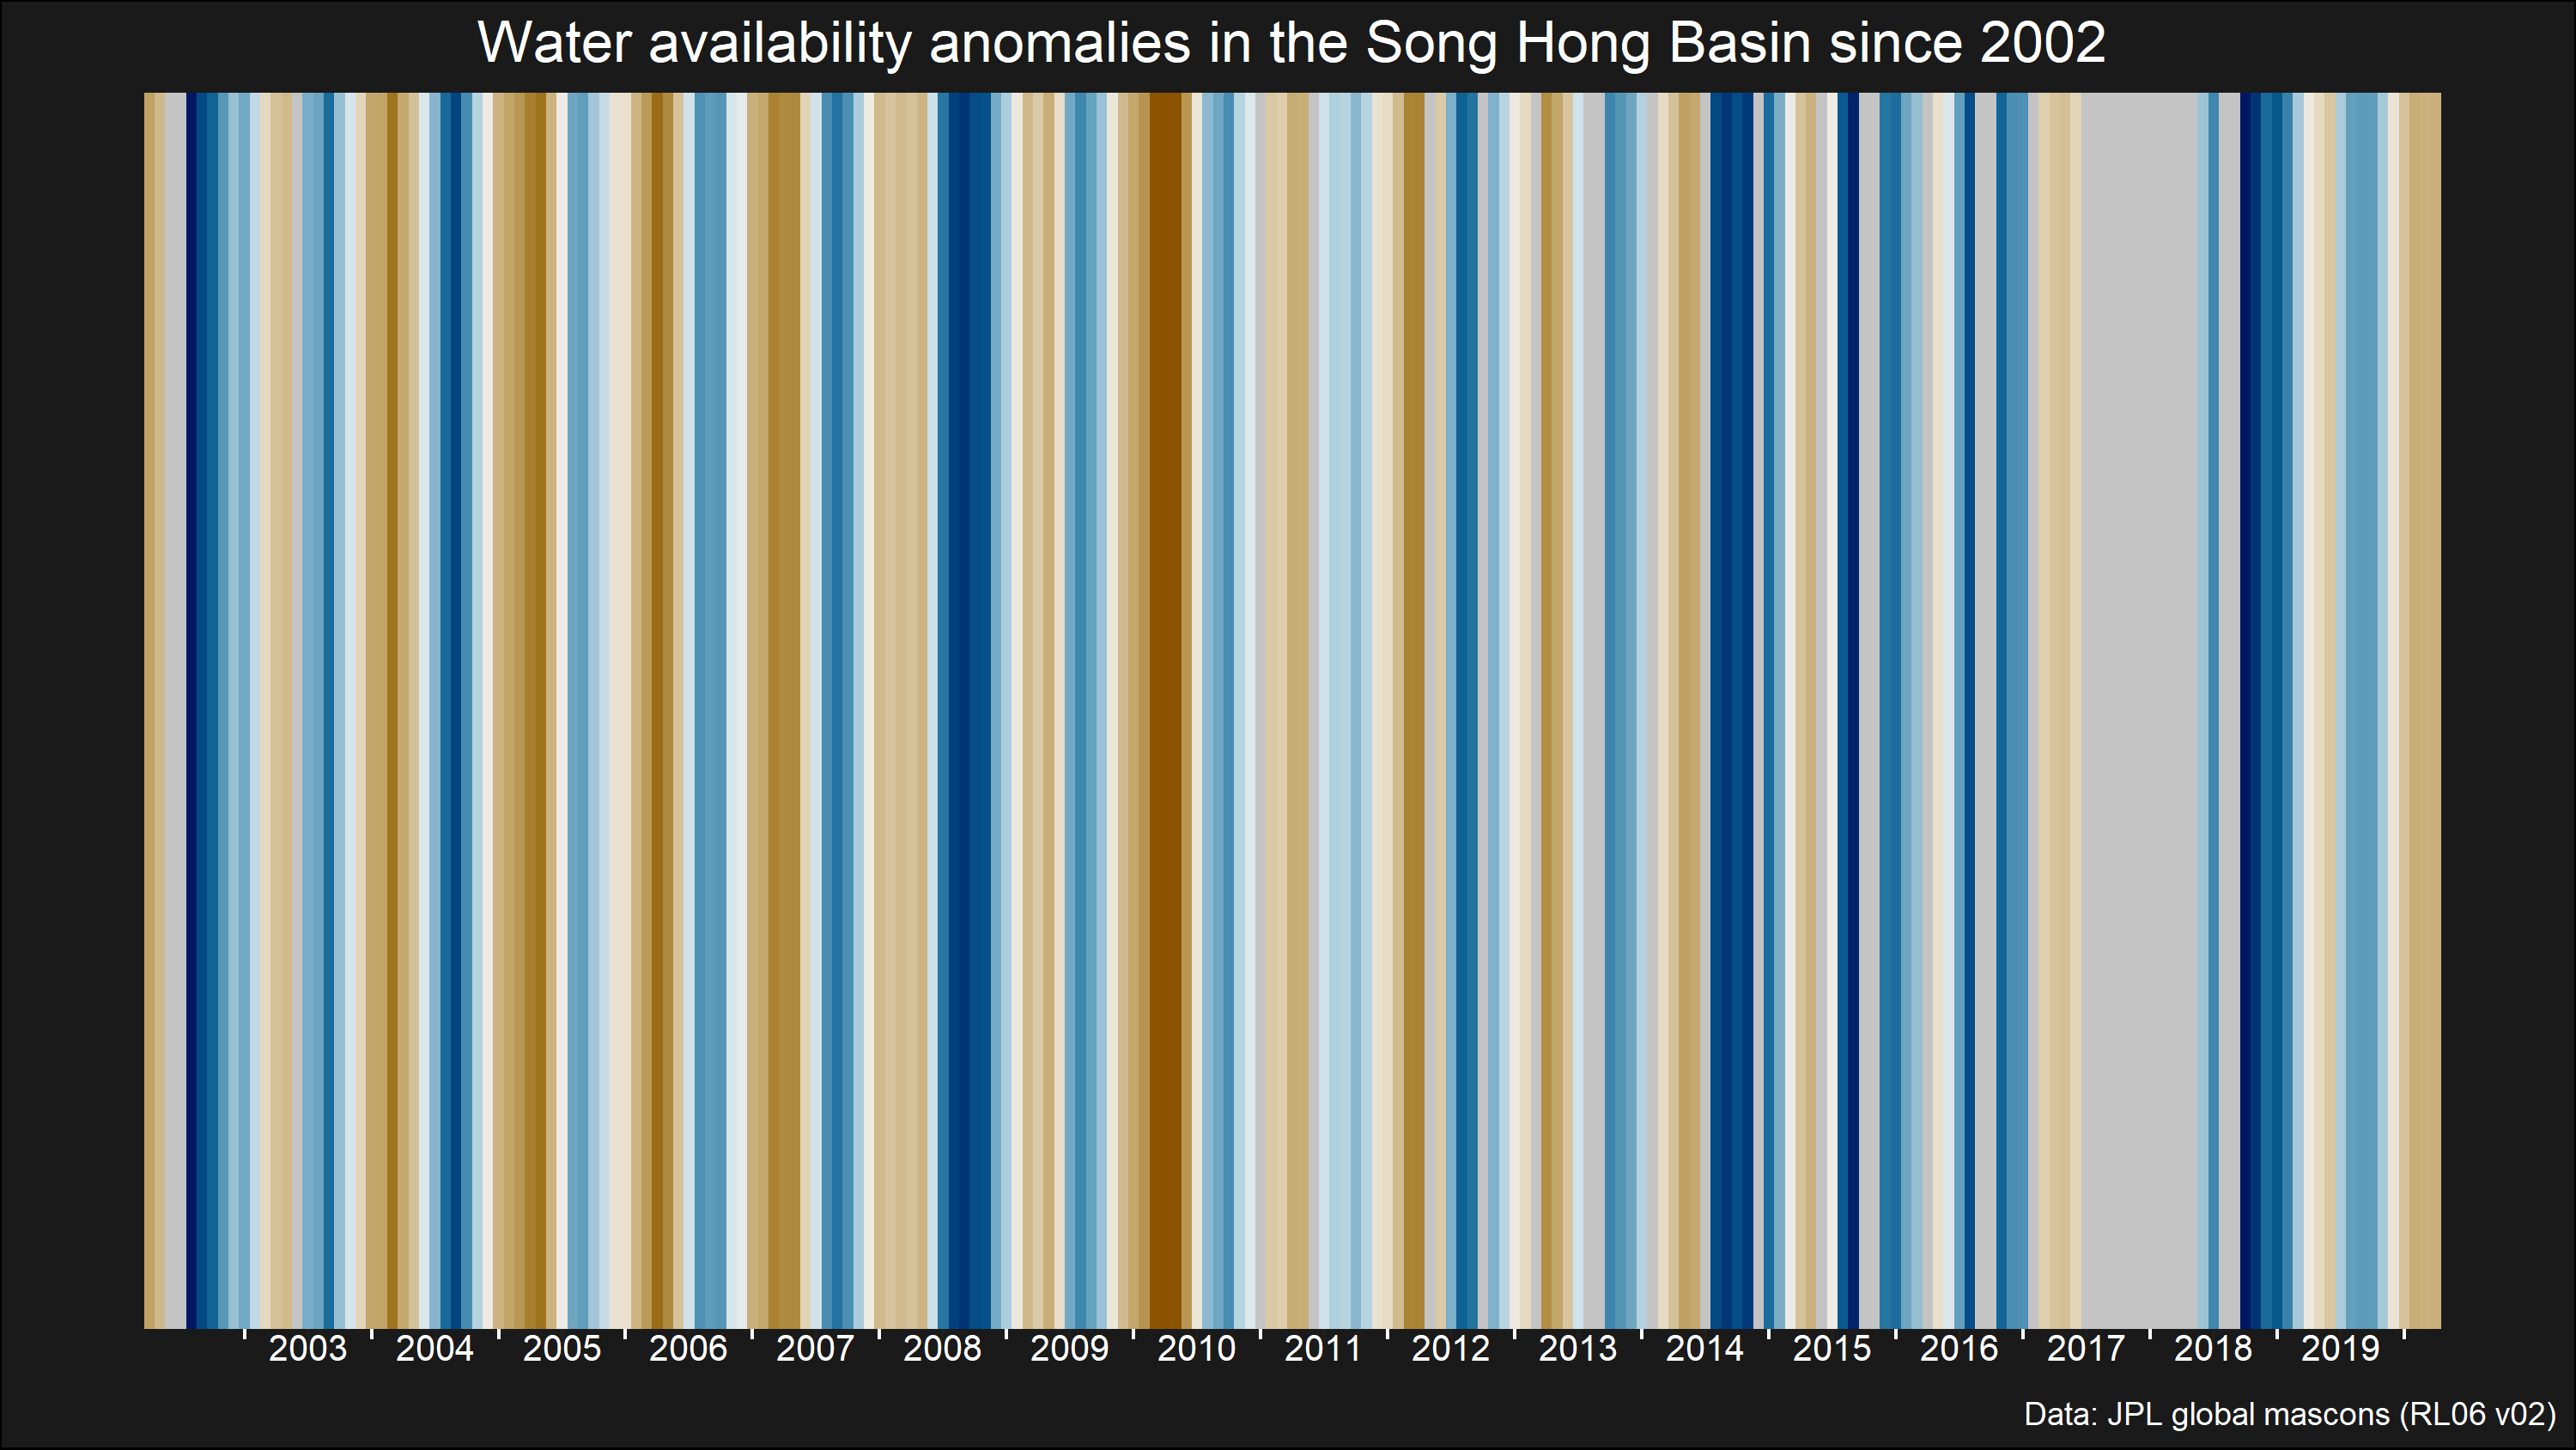 Water availability anomalies in the Song Hong Basin since 2002
2003 2004 2005 2006 2007 2008 2009 2010 2011 2012 2013 2014 2015 2016 2017 2018 2019
Data: JPL global mascons (RL06 v02)